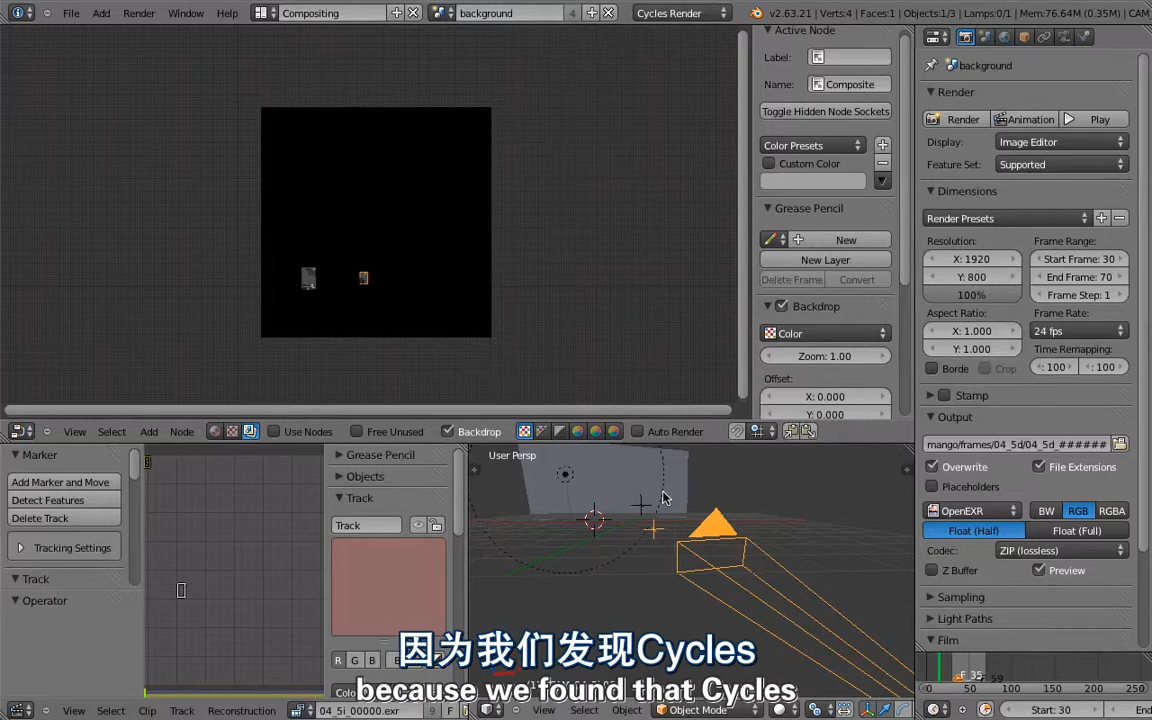 File Add Render Window Help Compositing background 4 Cycles Render v2.63.21 | Verts:4 | Faces:1 | Objects:1/3 | Lamps:0/1 | Mem:76.64M (0.35M) | CAM
Active Node
Label:
Name: Composite
Toggle Hidden Node Sockets
Color Presets
Custom Color
Grease Pencil
New
New Layer
Delete Frame Convert
Backdrop
Color
Zoom: 1.00
Offset:
X: 0.000
Y: 0.000
background
Render
Render Animation Play
Display: Image Editor
Feature Set: Supported
Dimensions
Render Presets
Resolution: Frame Range:
X: 1920 Start Frame: 30
Y: 800 End Frame: 70
100% Frame Step: 1
Aspect Ratio: Frame Rate:
X: 1.000 24 fps
Y: 1.000 Time Remapping:
Borde Crop : 100 : 100
Stamp
Output
mango/frames/04_5d/04_5d_######
Overwrite File Extensions
Placeholders
OpenEXR BW RGB RGBA
Float (Half) Float (Full)
Codec: ZIP (lossless)
Z Buffer Preview
Sampling
Light Paths
Film
View Select Add Node Use Nodes Free Unused Backdrop Auto Render
Marker
Add Marker and Move
Detect Features
Delete Track
Tracking Settings
Track
Operator
Grease Pencil
Objects
Track
Track
R G B
User Persp
因为我们发现Cycles
because we found that Cycles
F_35
F_59
0 50 100 150 200
View Select Clip Track Reconstruction 04_5i_00000.exr 9 F
View Select Object Object Mode